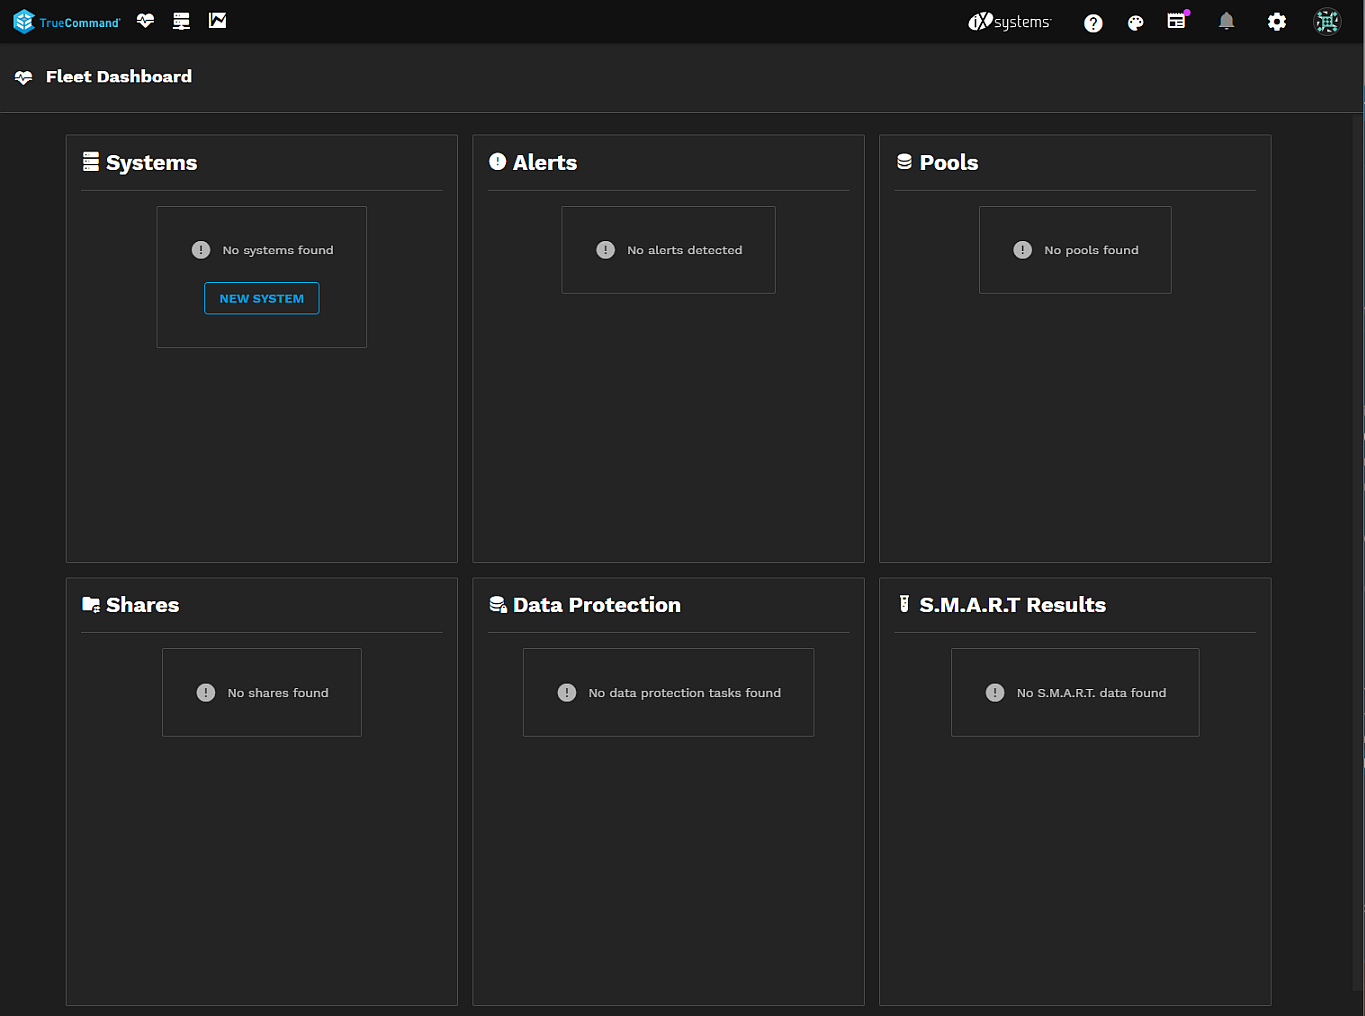 TrueCommand
iXsystems
Fleet Dashboard
Systems
No systems found
NEW SYSTEM
Alerts
No alerts detected
Pools
No pools found
Shares
No shares found
Data Protection
No data protection tasks found
S.M.A.R.T Results
No S.M.A.R.T. data found